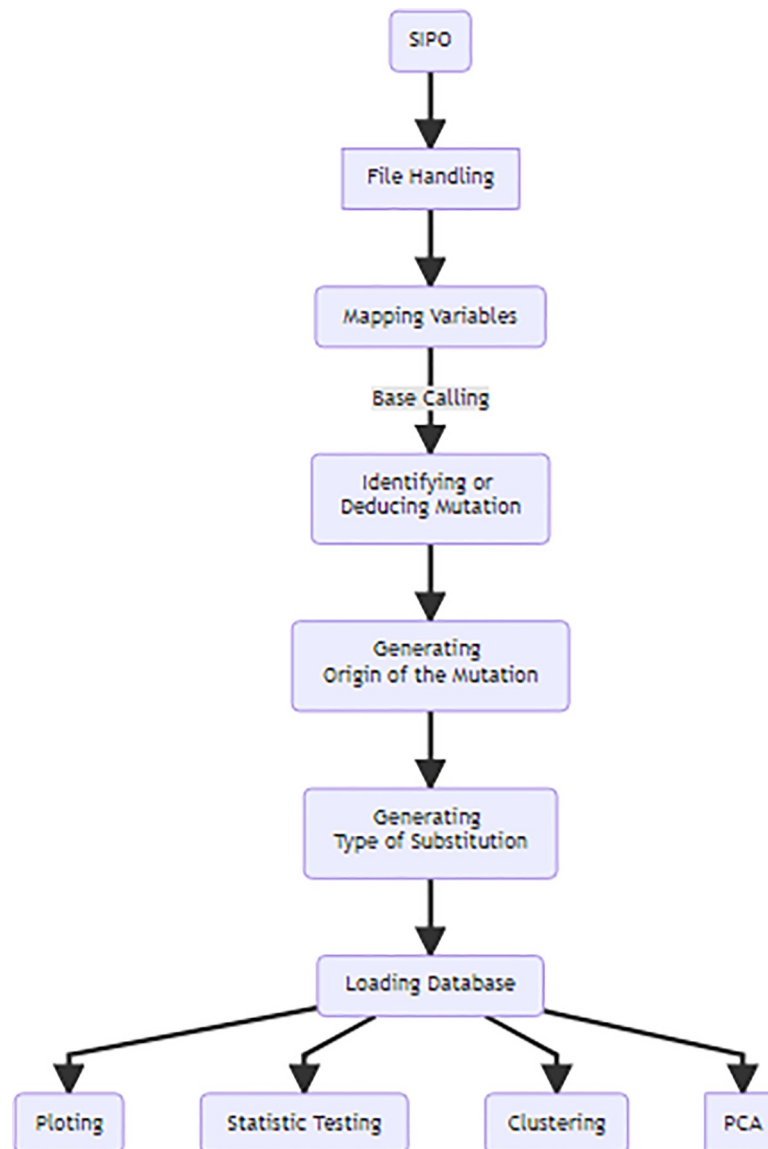 SIPO
File Handling
Mapping Variables
Base Calling
Identifying or
Deducing Mutation
Generating
Origin of the Mutation
Generating
Type of Substitution
Loading Database
Ploting
Statistic Testing
Clustering
PCA